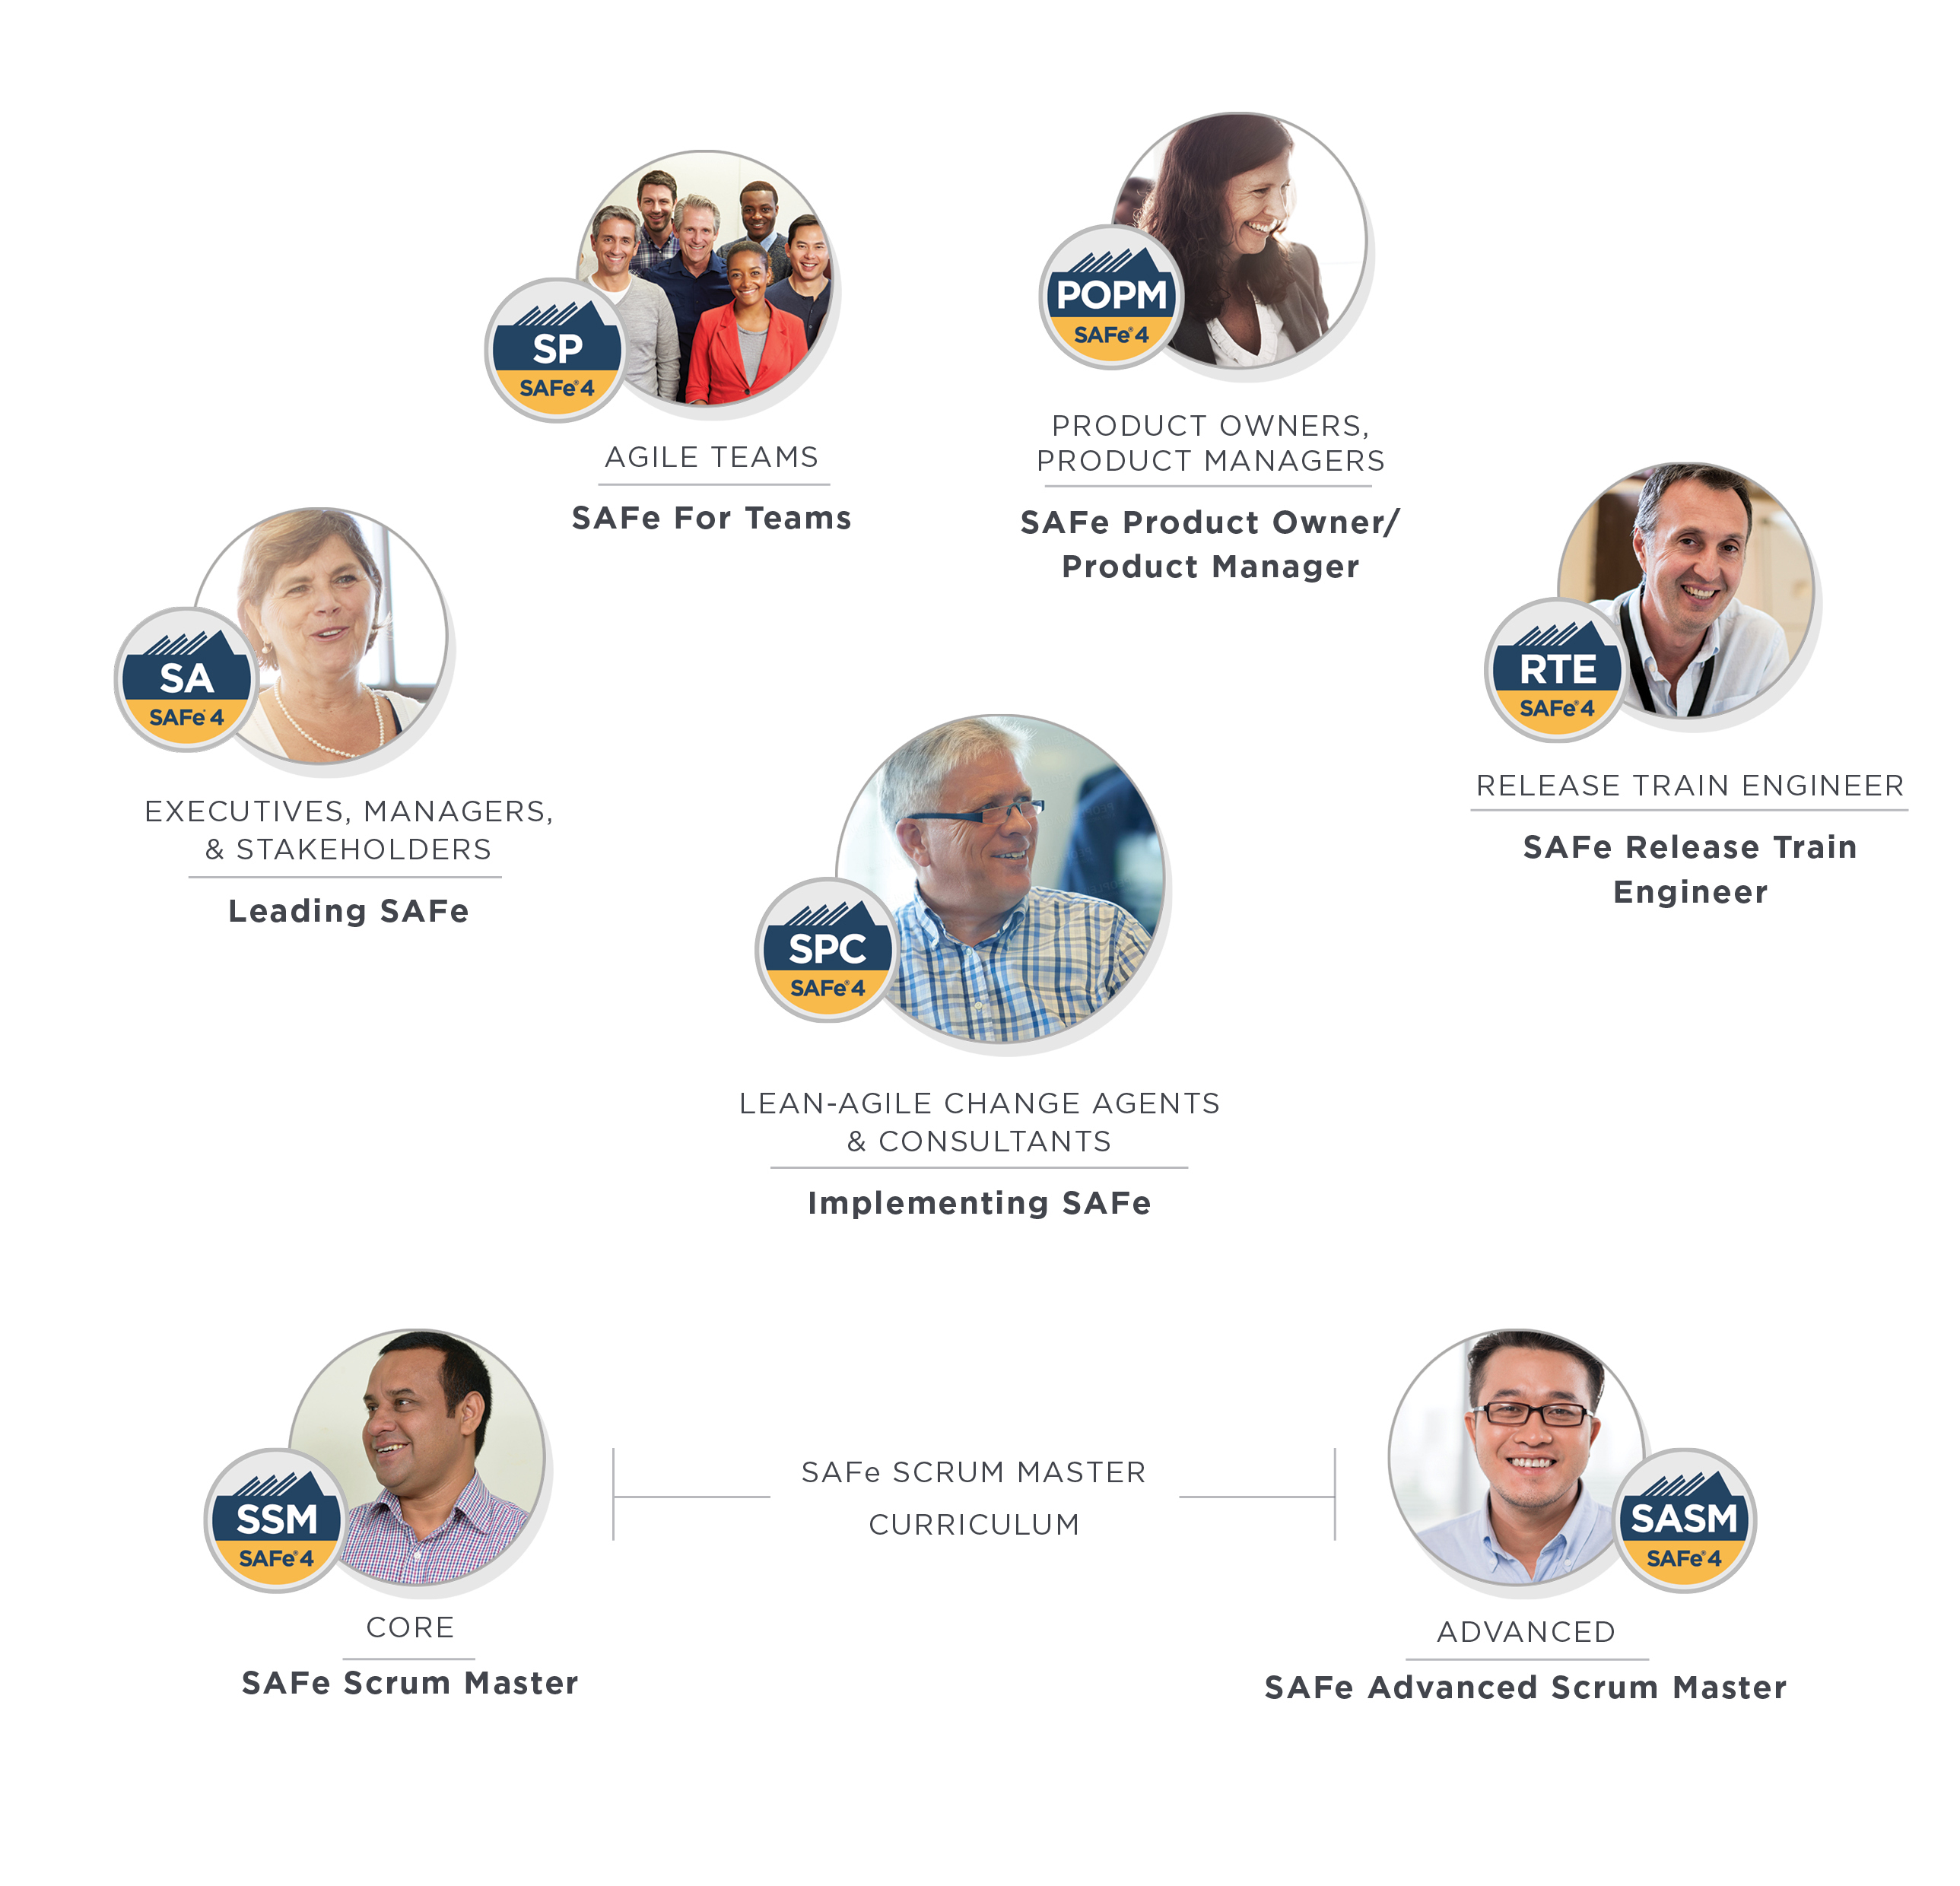 SP
SAFe®4
AGILE TEAMS
SAFe For Teams
POPM
SAFe®4
PRODUCT OWNERS,
PRODUCT MANAGERS
SAFe Product Owner/
Product Manager
SA
SAFe®4
EXECUTIVES, MANAGERS,
& STAKEHOLDERS
Leading SAFe
RTE
SAFe®4
RELEASE TRAIN ENGINEER
SAFe Release Train
Engineer
SPC
SAFe®4
LEAN-AGILE CHANGE AGENTS
& CONSULTANTS
Implementing SAFe
SSM
SAFe®4
CORE
SAFe Scrum Master
SAFe SCRUM MASTER
CURRICULUM
SASM
SAFe®4
ADVANCED
SAFe Advanced Scrum Master